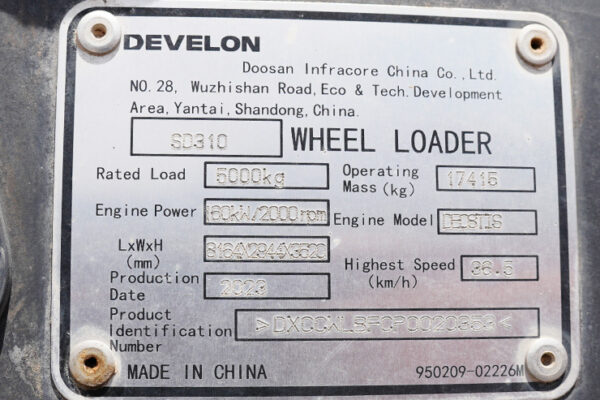 DEVELON
Doosan Infracore China Co., Ltd.
NO. 28, Wuzhishan Road, Eco & Tech. Development
Area, Yantai, Shandong, China.
SD310 WHEEL LOADER
Rated Load 5000kg Operating Mass (kg) 17415
Engine Power 160kW/2000rpm Engine Model
LxWxH (mm)
Highest Speed (km/h) 36.5
Production Date 2023
Product Identification Number
MADE IN CHINA 950209-02226M